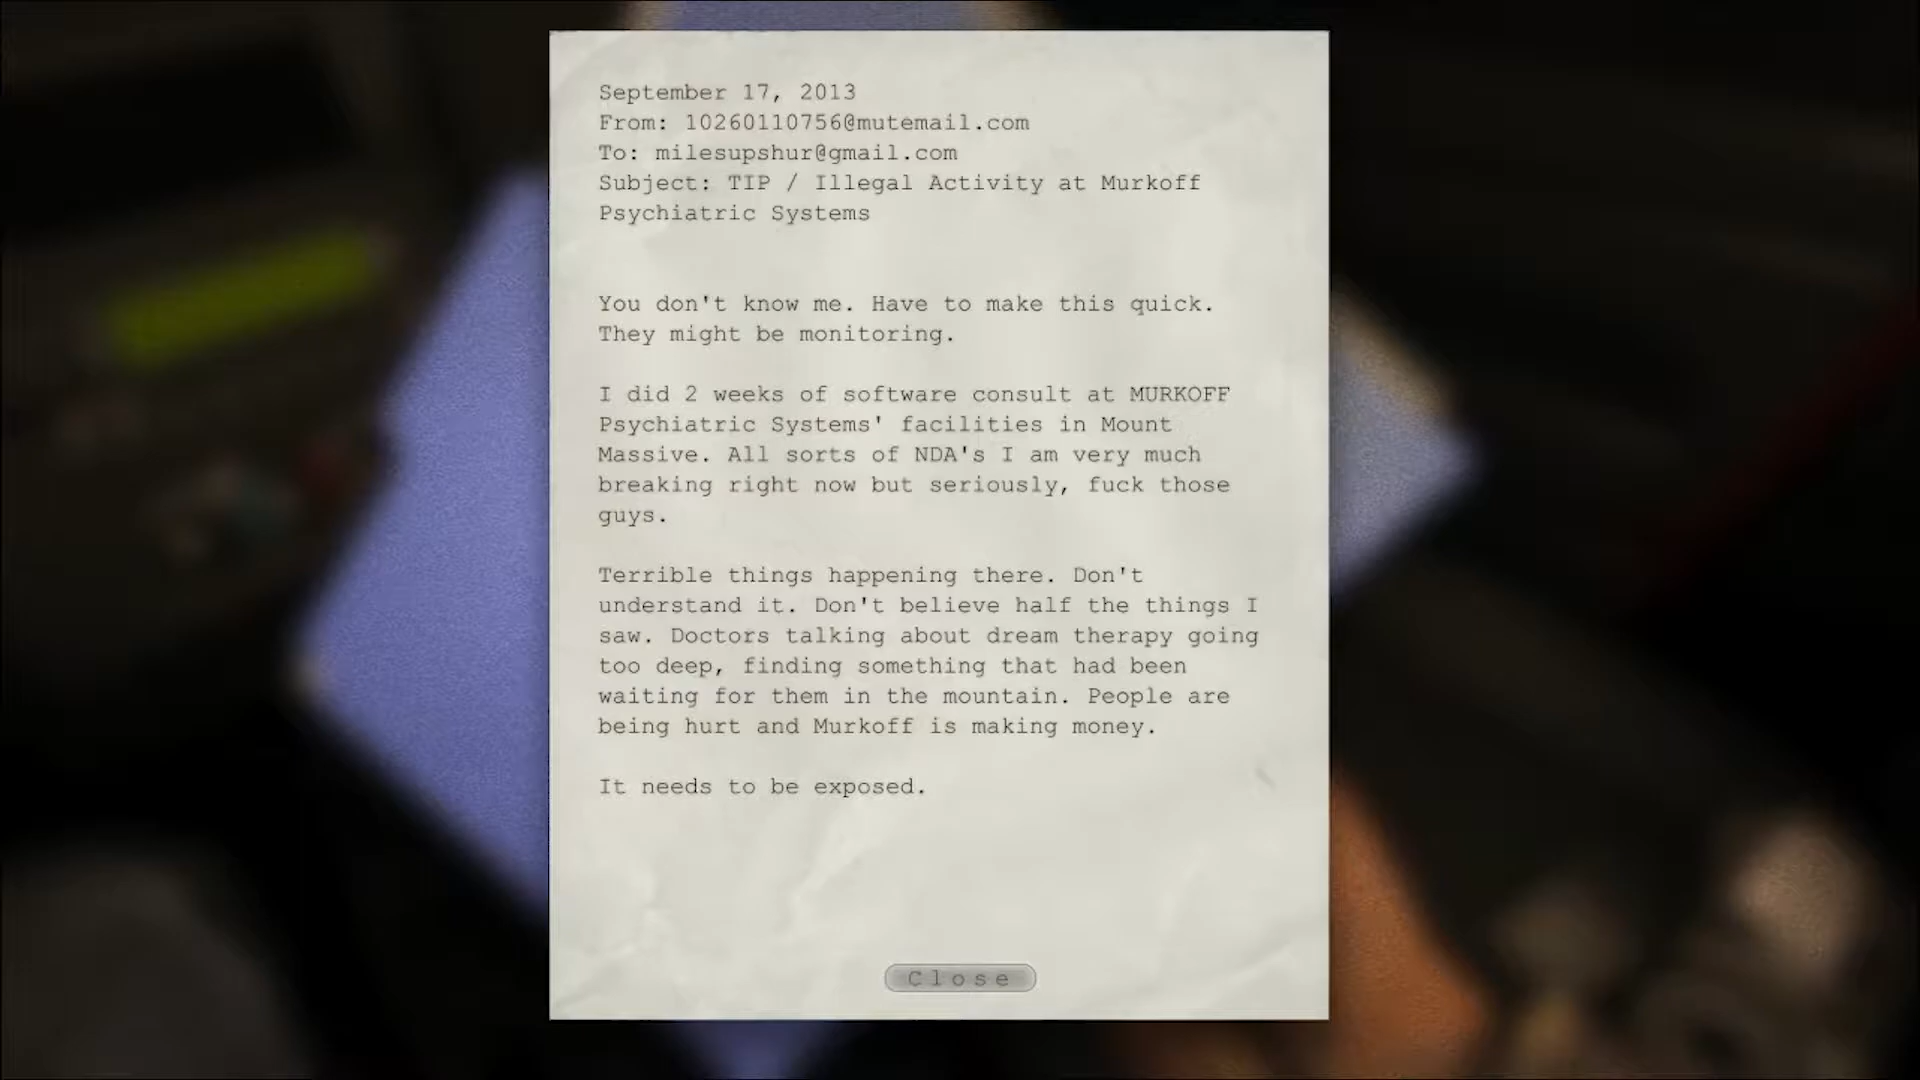 September 17, 2013
From: 10260110756@mutemail.com
To: milesupshur@gmail.com
Subject: TIP / Illegal Activity at Murkoff
Psychiatric Systems
You don't know me. Have to make this quick.
They might be monitoring.
I did 2 weeks of software consult at MURKOFF
Psychiatric Systems' facilities in Mount
Massive. All sorts of NDA's I am very much
breaking right now but seriously, fuck those
guys.
Terrible things happening there. Don't
understand it. Don't believe half the things I
saw. Doctors talking about dream therapy going
too deep, finding something that had been
waiting for them in the mountain. People are
being hurt and Murkoff is making money.
It needs to be exposed.
Close